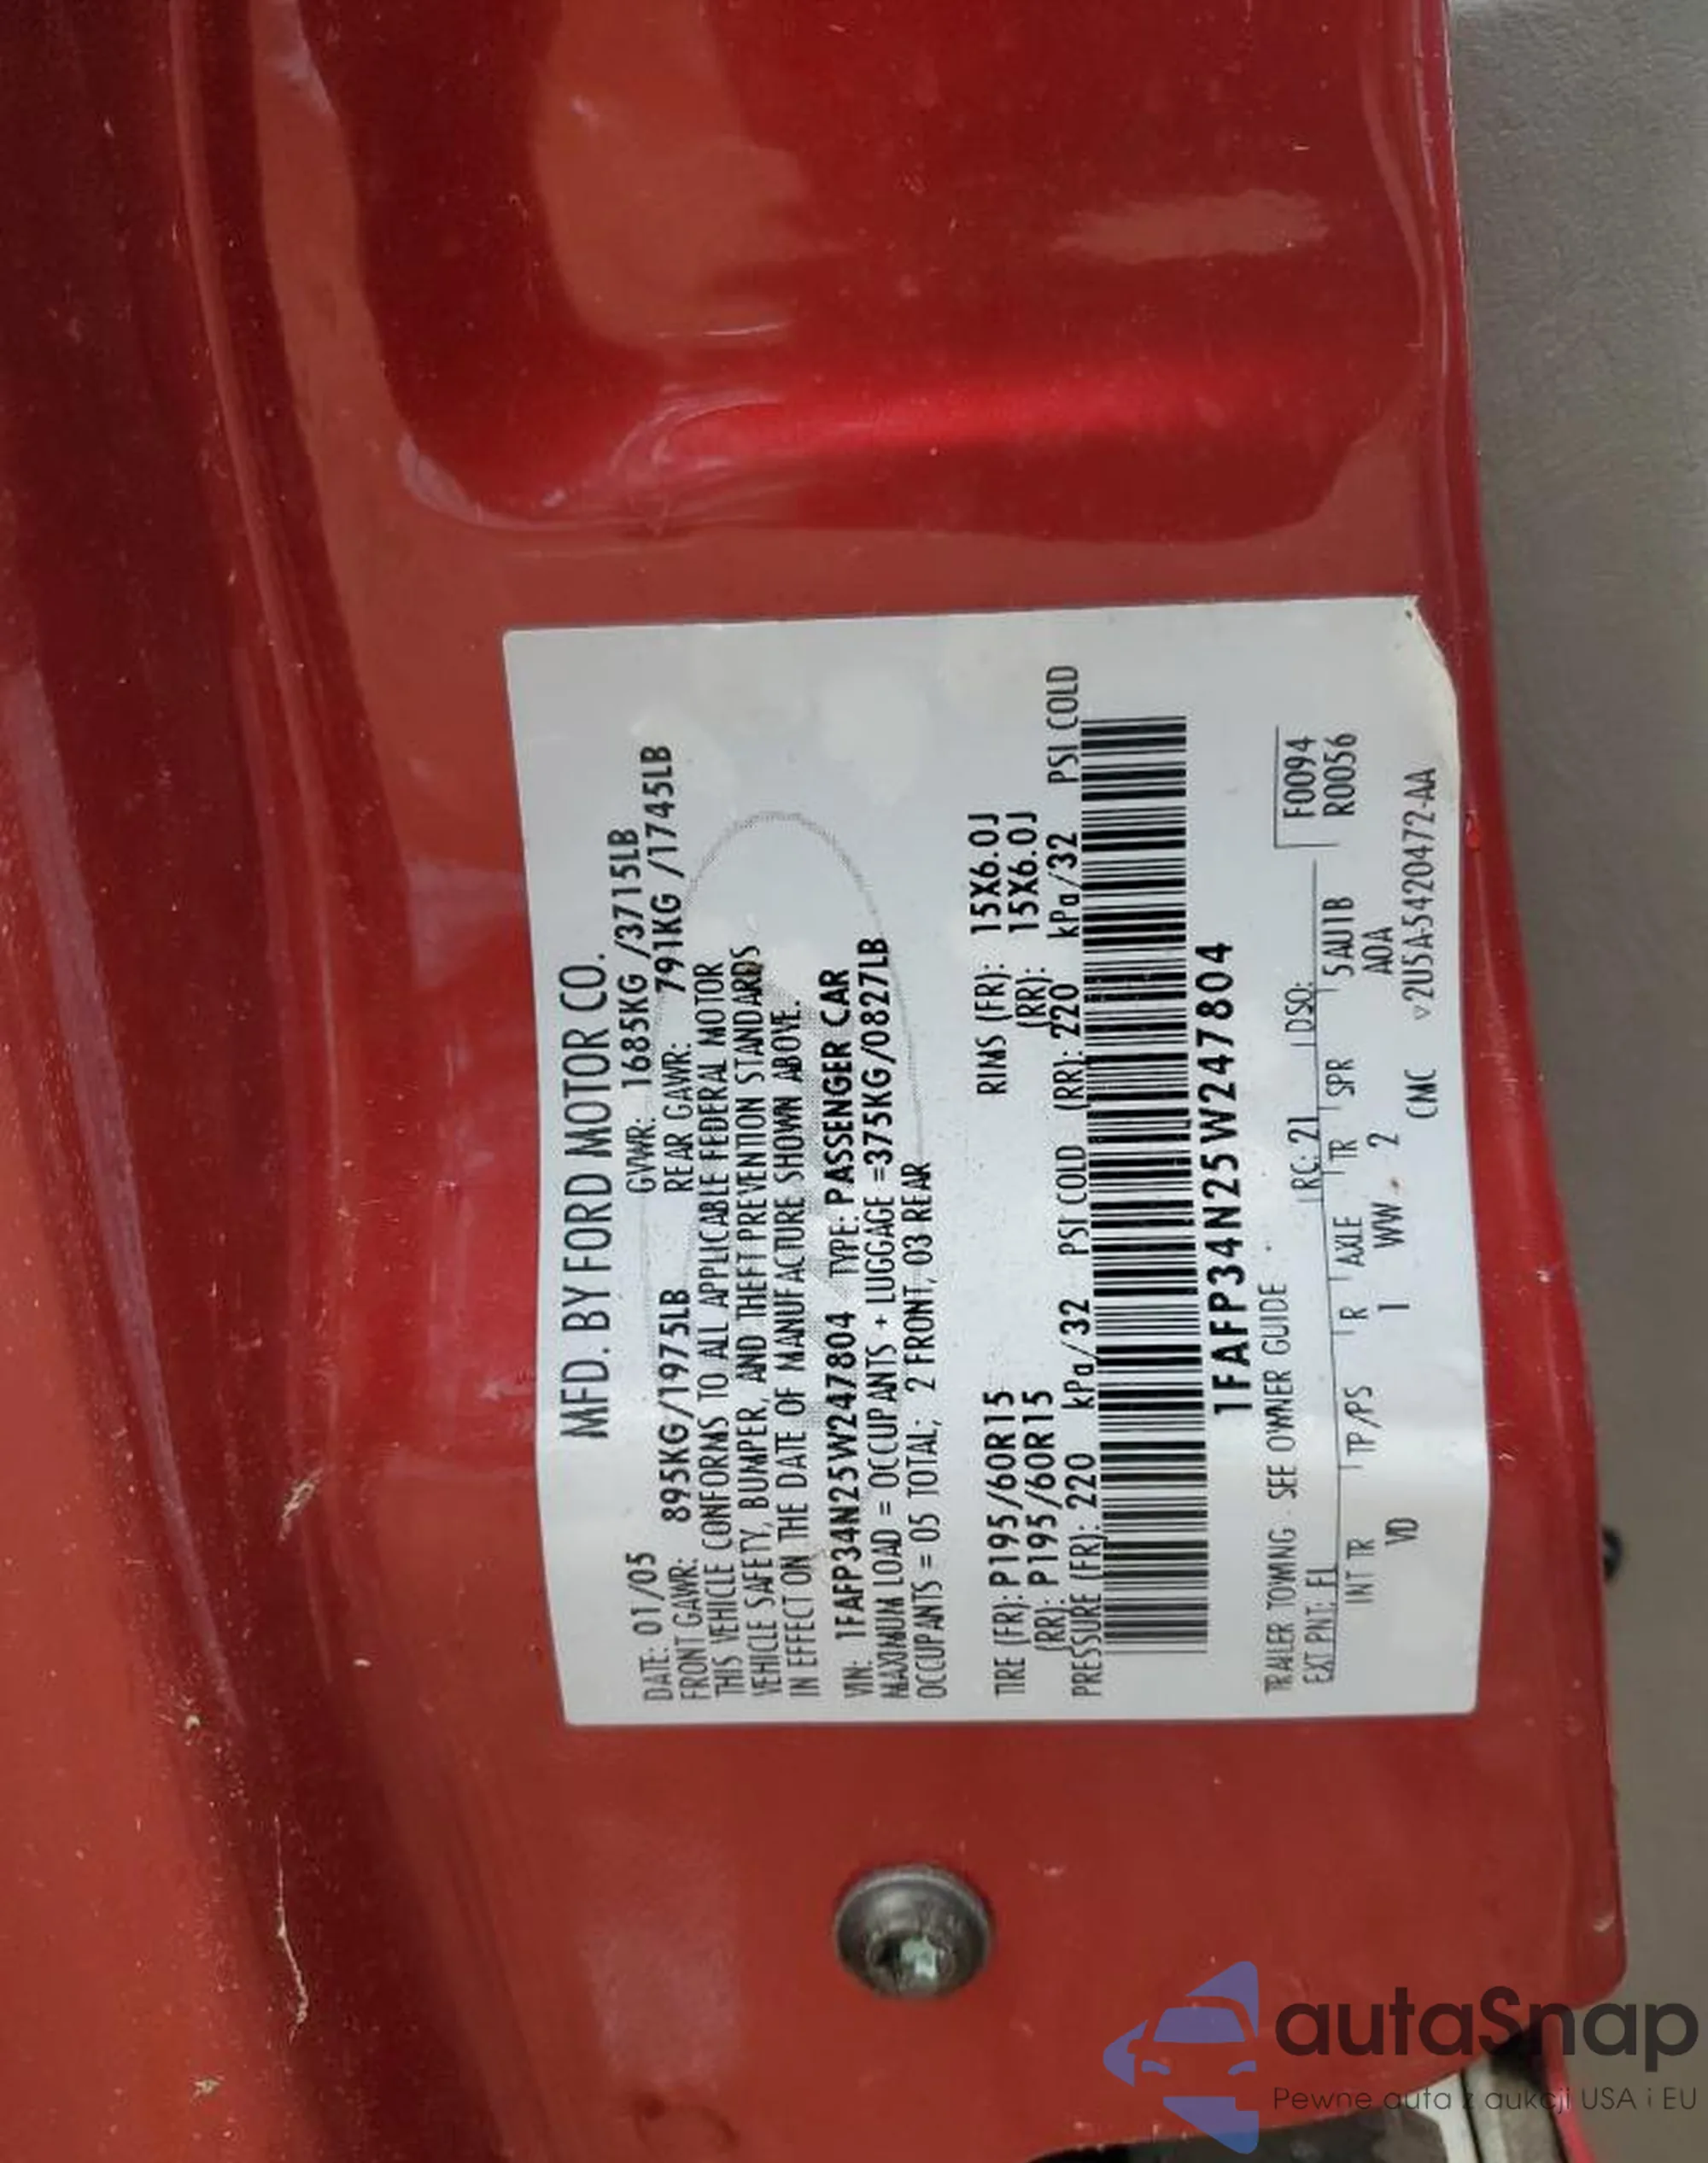 MFD. BY FORD MOTOR CO.
DATE: 01/05 GVWR: 1685KG /3715LB
FRONT GAWR: 895KG/1975LB REAR GAWR: 791KG /1745LB
THIS VEHICLE CONFORMS TO ALL APPLICABLE FEDERAL MOTOR
VEHICLE SAFETY, BUMPER, AND THEFT PREVENTION STANDARDS
IN EFFECT ON THE DATE OF MANUFACTURE SHOWN ABOVE.
VIN: 1FAFP34N25W247804 TYPE: PASSENGER CAR
MAXIMUM LOAD = OCCUPANTS + LUGGAGE =375KG/0827LB
OCCUPANTS = 05 TOTAL; 2 FRONT, 03 REAR
TIRE (FR): P195/60R15 RIMS (FR): 15X6.0J
(RR): P195/60R15 (RR): 15X6.0J
PRESSURE (FR): 220 kPa/32 PSI COLD (RR): 220 kPa/32 PSI COLD
1FAFP34N25W247804
TRAILER TOWING - SEE OWNER GUIDE
EXT PNT: FL RC: 21 DSO: F0094
INT TR TP/PS R AXLE TR SPR 5AU1B R0056
VD 1 WW 2 AOA
CMC ▽2U5A-5420472-AA
autaSnap
Pewne auta z aukcji USA i EU